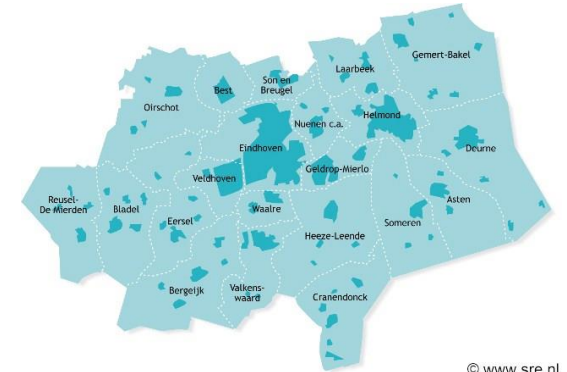 Gemert-Bakel
Laarbeek
Son en
Breugel
Best
Oirschot
Helmond
Nuenen c.a.
Eindhoven
Deurne
Geldrop-Mierlo
Veldhoven
Reusel-
De Mierden
Bladel
Eersel
Waalre
Asten
Someren
Heeze-Leende
Bergeijk
Valkens-
waard
Cranendonck
© www.sre.nl